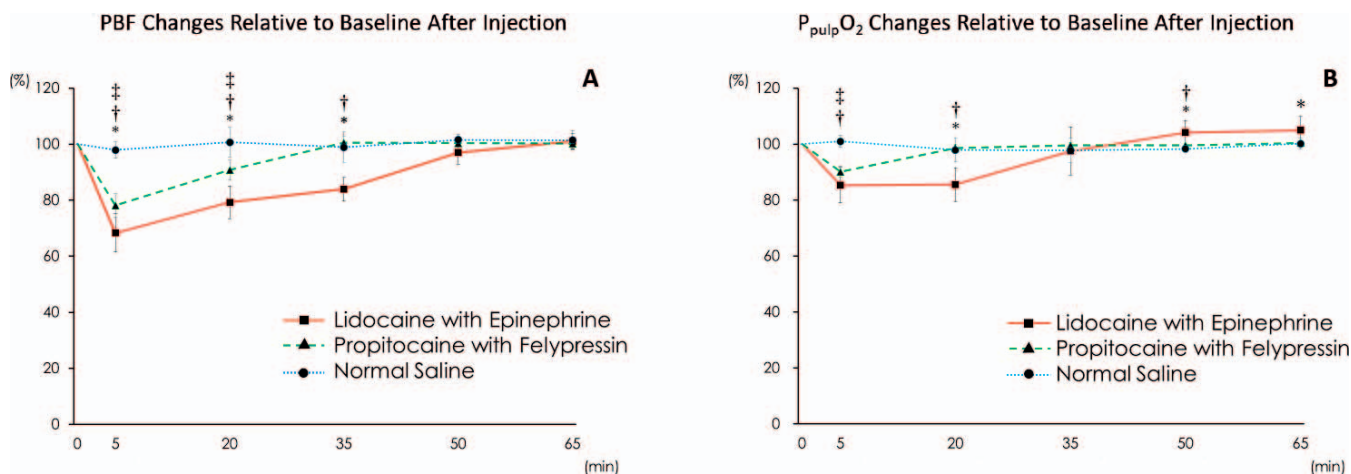 PBF Changes Relative to Baseline After Injection
(%)
A
120
100
80
60
40
20
0
‡
†
*
‡
†
*
†
*
Lidocaine with Epinephrine
Propitocaine with Felypressin
Normal Saline
0 5 20 35 50 65
(min)
PpulpO2 Changes Relative to Baseline After Injection
(%)
B
120
100
80
60
40
20
0
‡
†
†
*
†
*
*
Lidocaine with Epinephrine
Propitocaine with Felypressin
Normal Saline
0 5 20 35 50 65
(min)